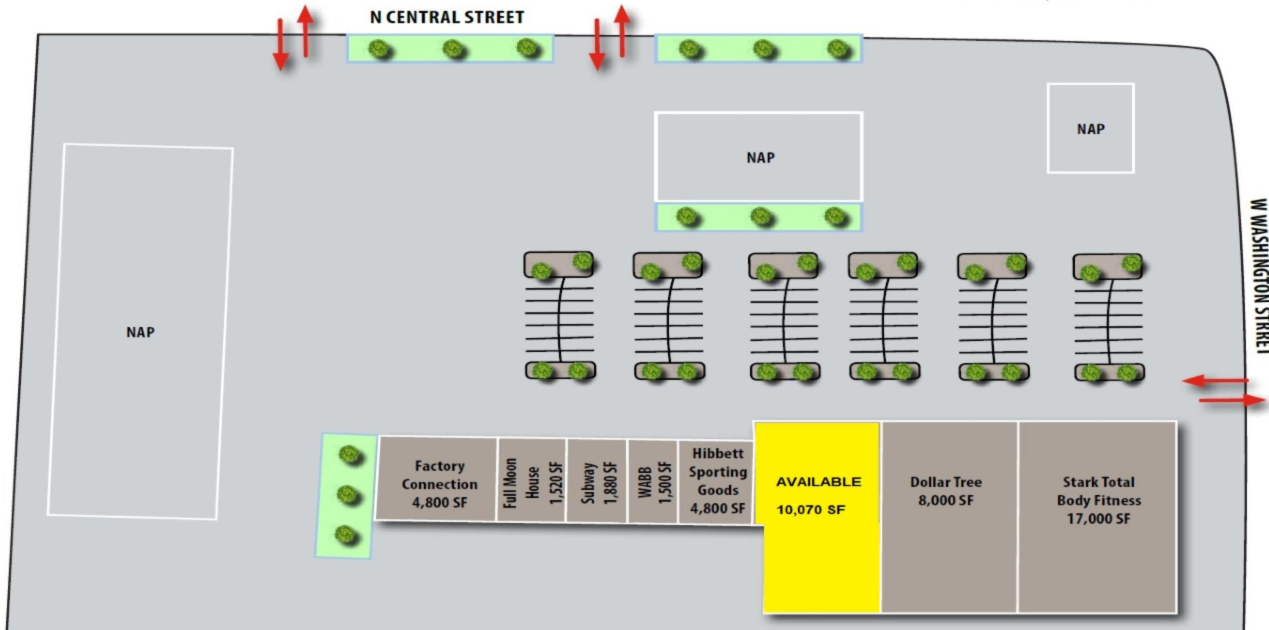 N CENTRAL STREET
NAP
NAP
NAP
W WASHINGTON STRRET
Factory
Connection
4,800 SF
Full Moon
House
1,520 SF
Subway
1,880 SF
WABB
1,500 SF
Hibbett
Sporting
Goods
4,800 SF
AVAILABLE
10,070 SF
Dollar Tree
8,000 SF
Stark Total
Body Fitness
17,000 SF